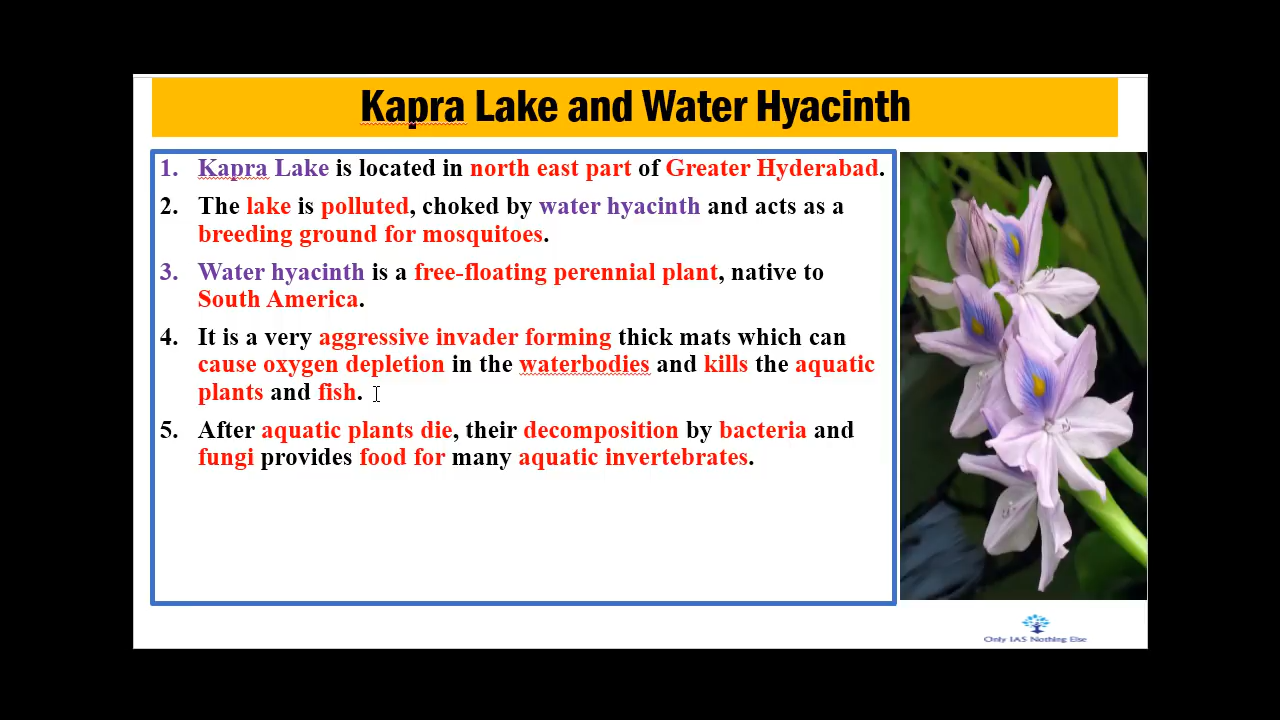 Kapra Lake and Water Hyacinth
1. Kapra Lake is located in north east part of Greater Hyderabad.
2. The lake is polluted, choked by water hyacinth and acts as a
breeding ground for mosquitoes.
3. Water hyacinth is a free-floating perennial plant, native to
South America.
4. It is a very aggressive invader forming thick mats which can
cause oxygen depletion in the waterbodies and kills the aquatic
plants and fish.
5. After aquatic plants die, their decomposition by bacteria and
fungi provides food for many aquatic invertebrates.
Only IAS Nothing Else